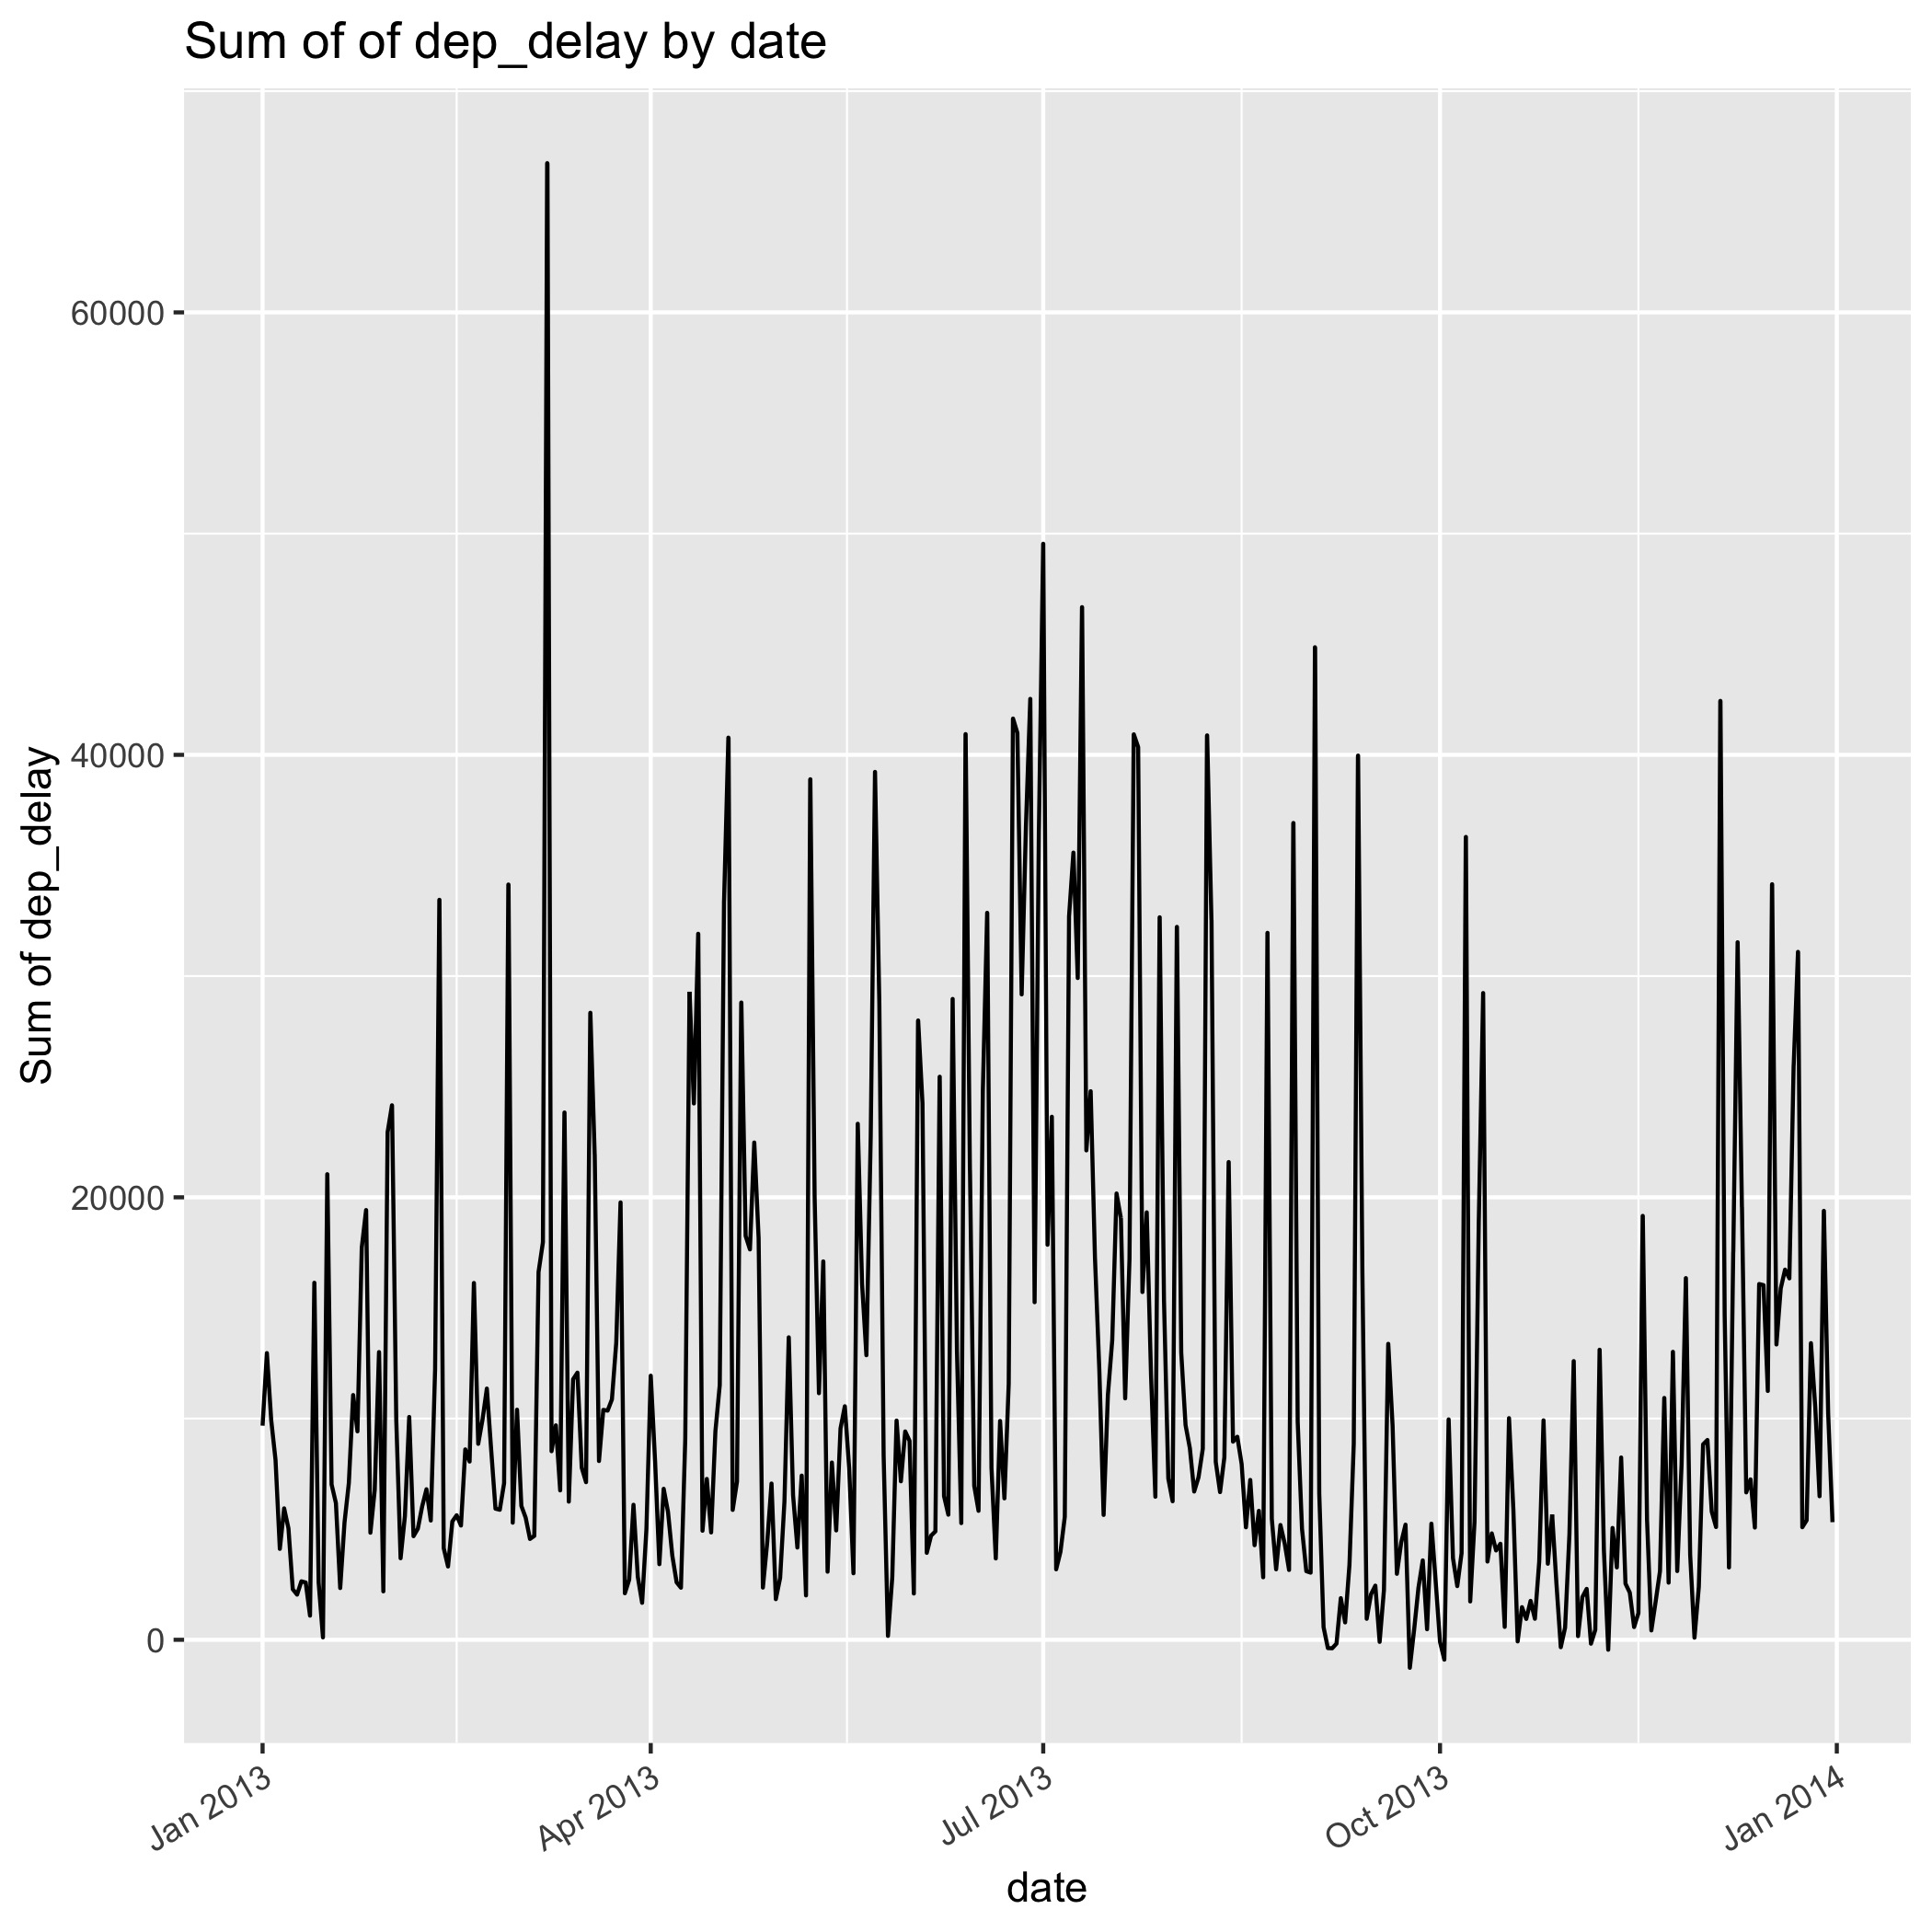 Sum of of dep_delay by date
Sum of dep_delay
60000
40000
20000
0
Jan 2013
Apr 2013
Jul 2013
Oct 2013
Jan 2014
date